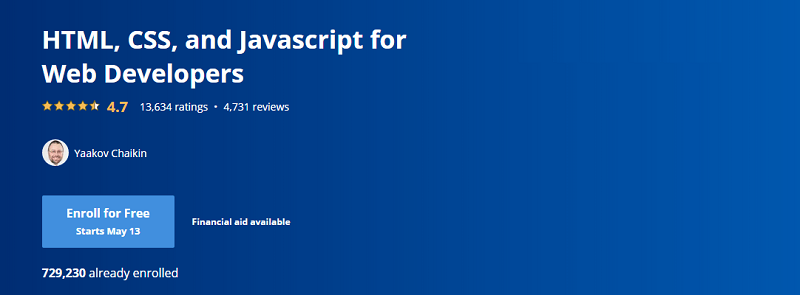 HTML, CSS, and Javascript for
Web Developers
4.7 13,634 ratings • 4,731 reviews
Yaakov Chaikin
Enroll for Free
Starts May 13
Financial aid available
729,230 already enrolled